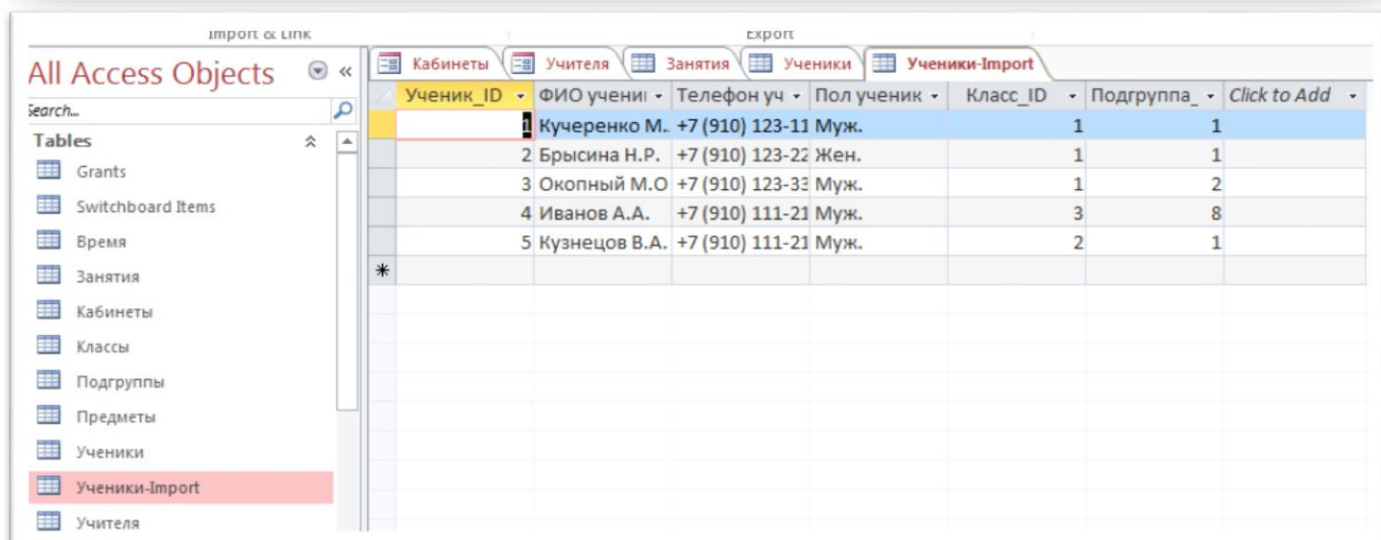 Import & Link Export
All Access Objects
Search...
Tables
Grants
Switchboard Items
Время
Занятия
Кабинеты
Классы
Подгруппы
Предметы
Ученики
Ученики-Import
Учителя
Кабинеты Учителя Занятия Ученики Ученики-Import
Ученик_ID ФИО учени Телефон уч Пол ученик Класс_ID Подгруппа_ Click to Add
1 Кучеренко М. +7 (910) 123-11 Муж. 1 1
2 Брысина Н.Р. +7 (910) 123-22 Жен. 1 1
3 Окопный М.О +7 (910) 123-33 Муж. 1 2
4 Иванов А.А. +7 (910) 111-21 Муж. 3 8
5 Кузнецов В.А. +7 (910) 111-21 Муж. 2 1